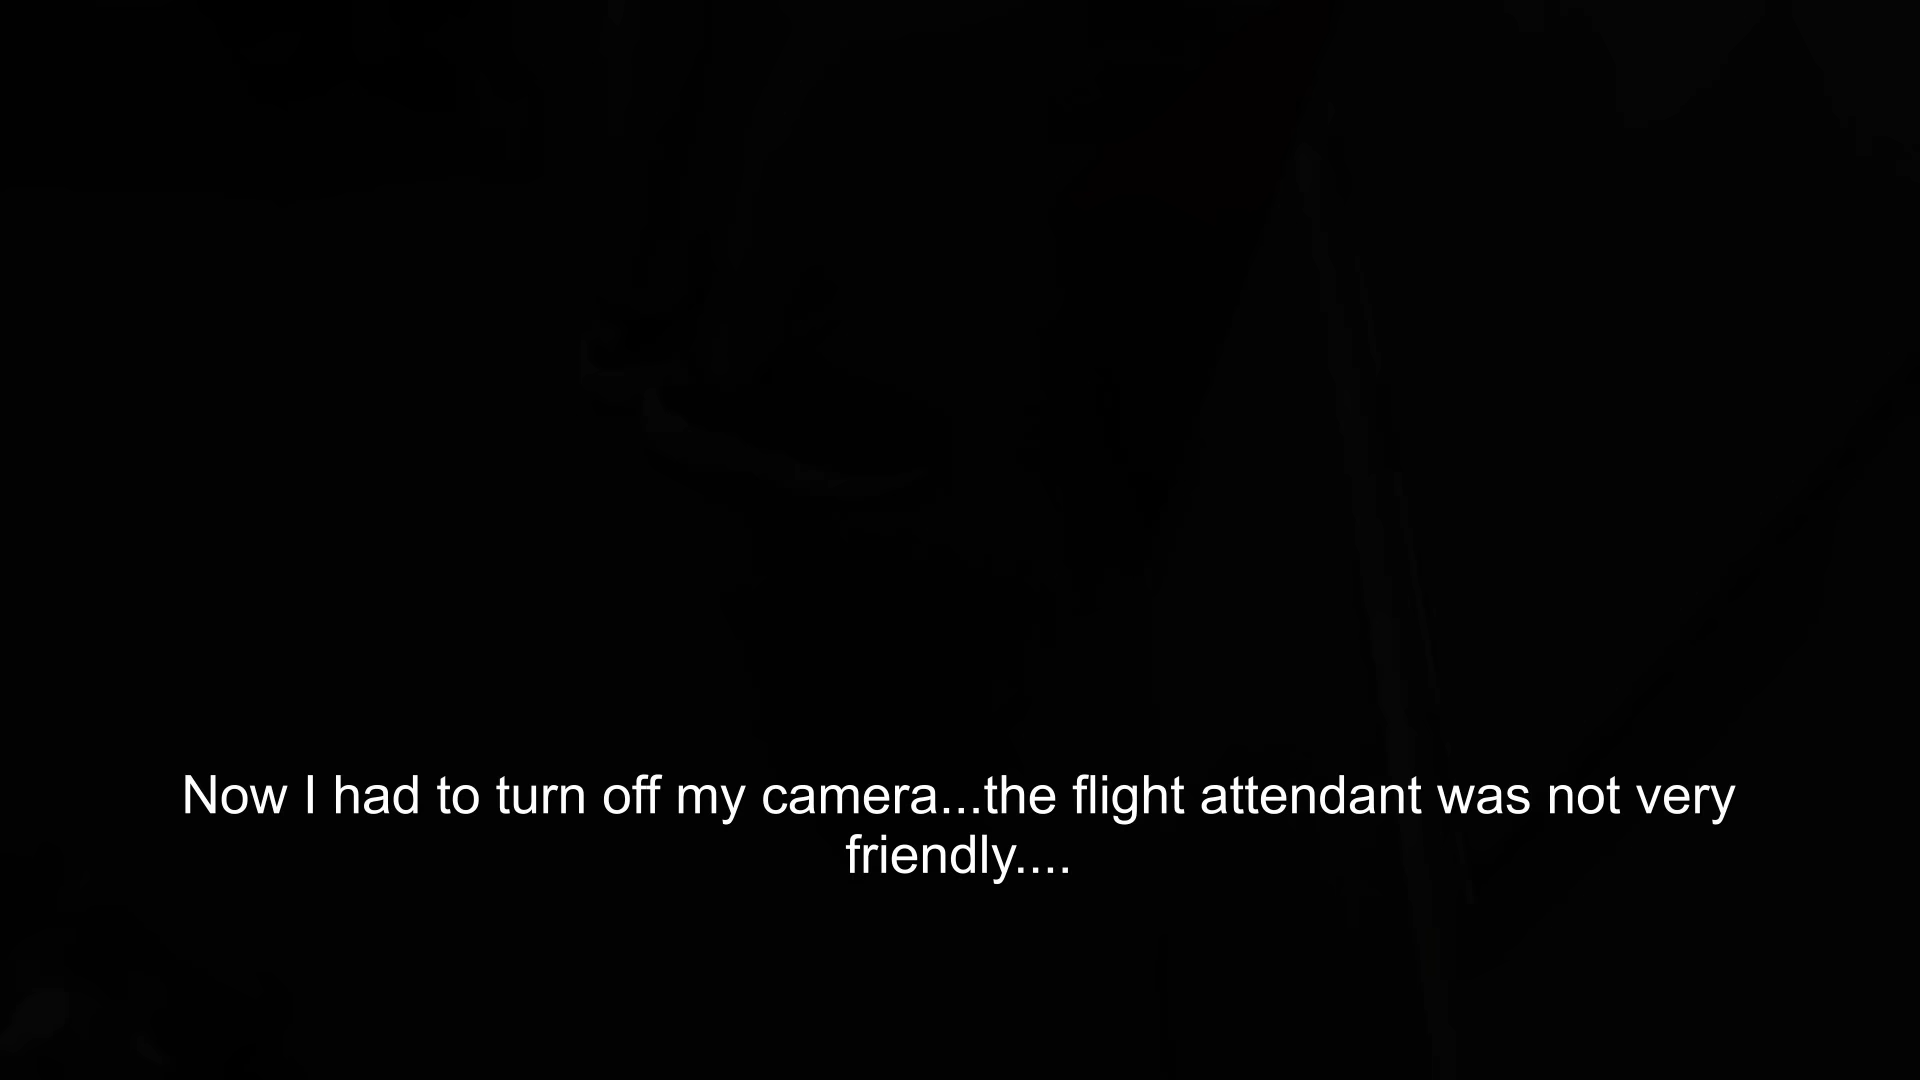 Now I had to turn off my camera...the flight attendant was not very
friendly....